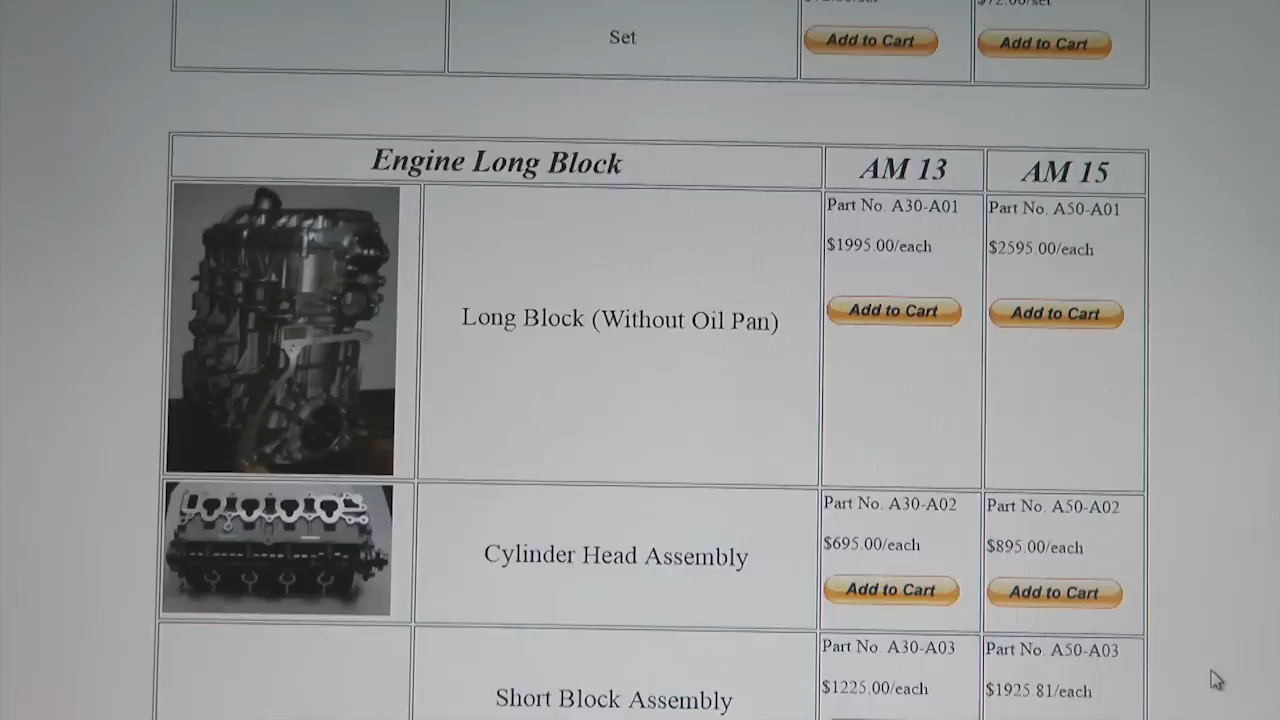 Set
Add to Cart
Add to Cart
Engine Long Block
AM 13
AM 15
Long Block (Without Oil Pan)
Part No. A30-A01
$1995.00/each
Add to Cart
Part No. A50-A01
$2595.00/each
Add to Cart
Cylinder Head Assembly
Part No. A30-A02
$695.00/each
Add to Cart
Part No. A50-A02
$895.00/each
Add to Cart
Short Block Assembly
Part No. A30-A03
$1225.00/each
Part No. A50-A03
$1925.81/each